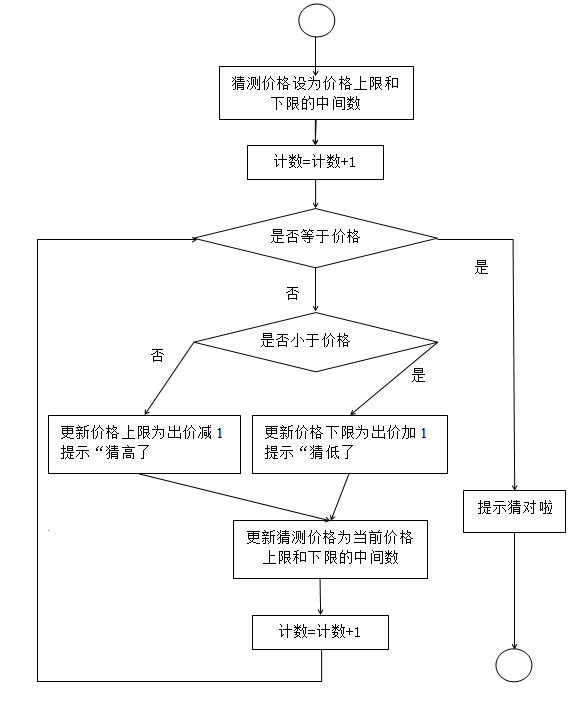 猜测价格设为价格上限和
下限的中间数
计数=计数+1
是否等于价格
是
否
是否小于价格
否
是
更新价格上限为出价减1
提示“猜高了
更新价格下限为出价加1
提示“猜低了
提示猜对啦
更新猜测价格为当前价格
上限和下限的中间数
计数=计数+1